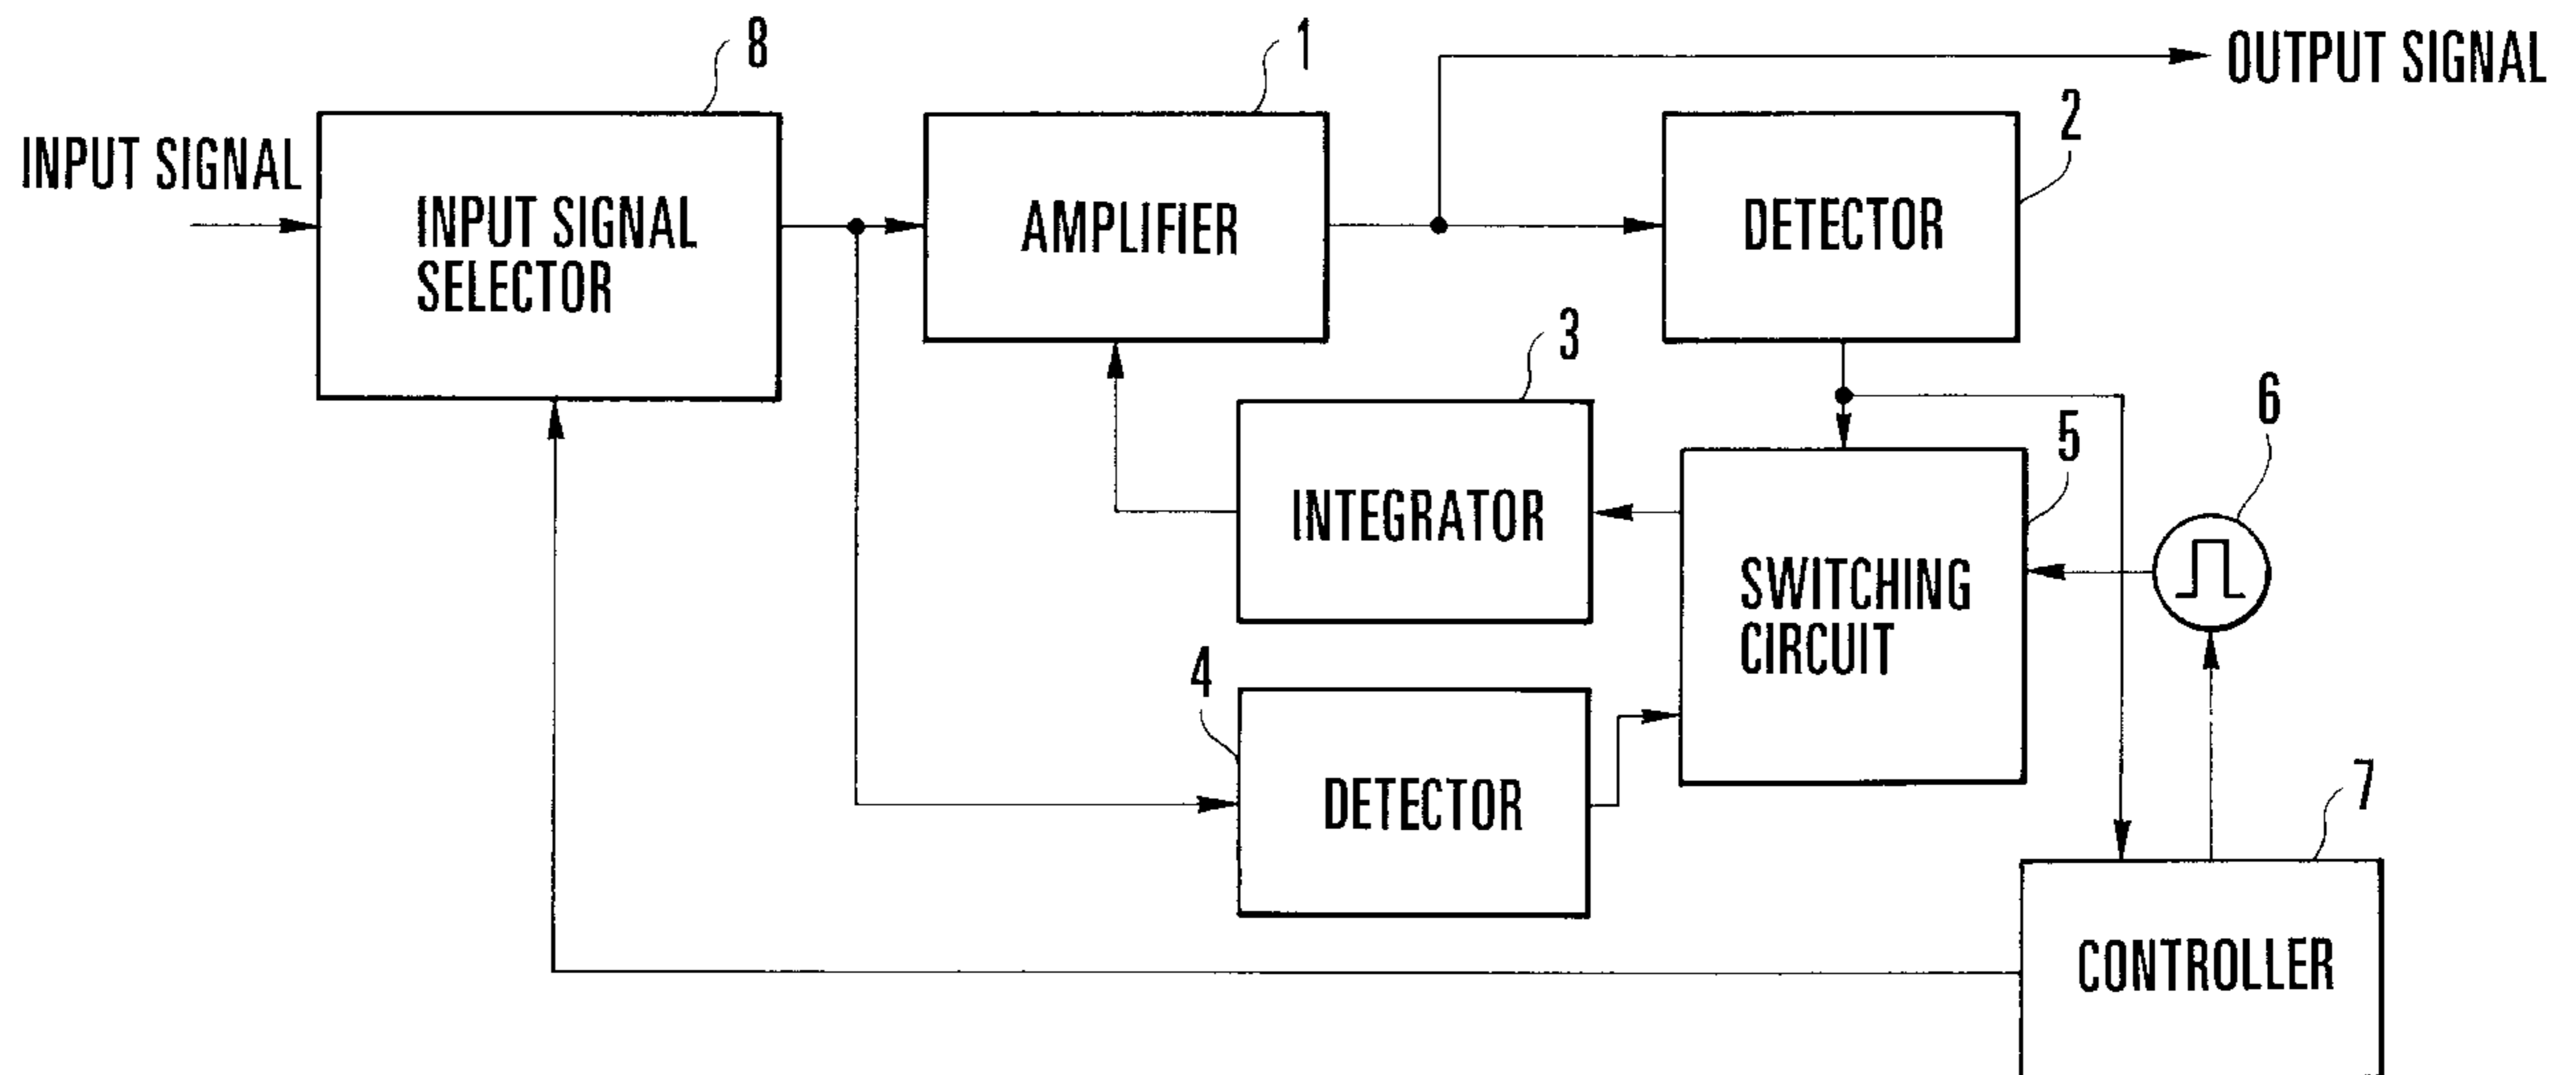 8
1
OUTPUT SIGNAL
2
INPUT SIGNAL
INPUT SIGNAL
SELECTOR
AMPLIFIER
DETECTOR
3
6
5
INTEGRATOR
SWITCHING
CIRCUIT
4
DETECTOR
7
CONTROLLER